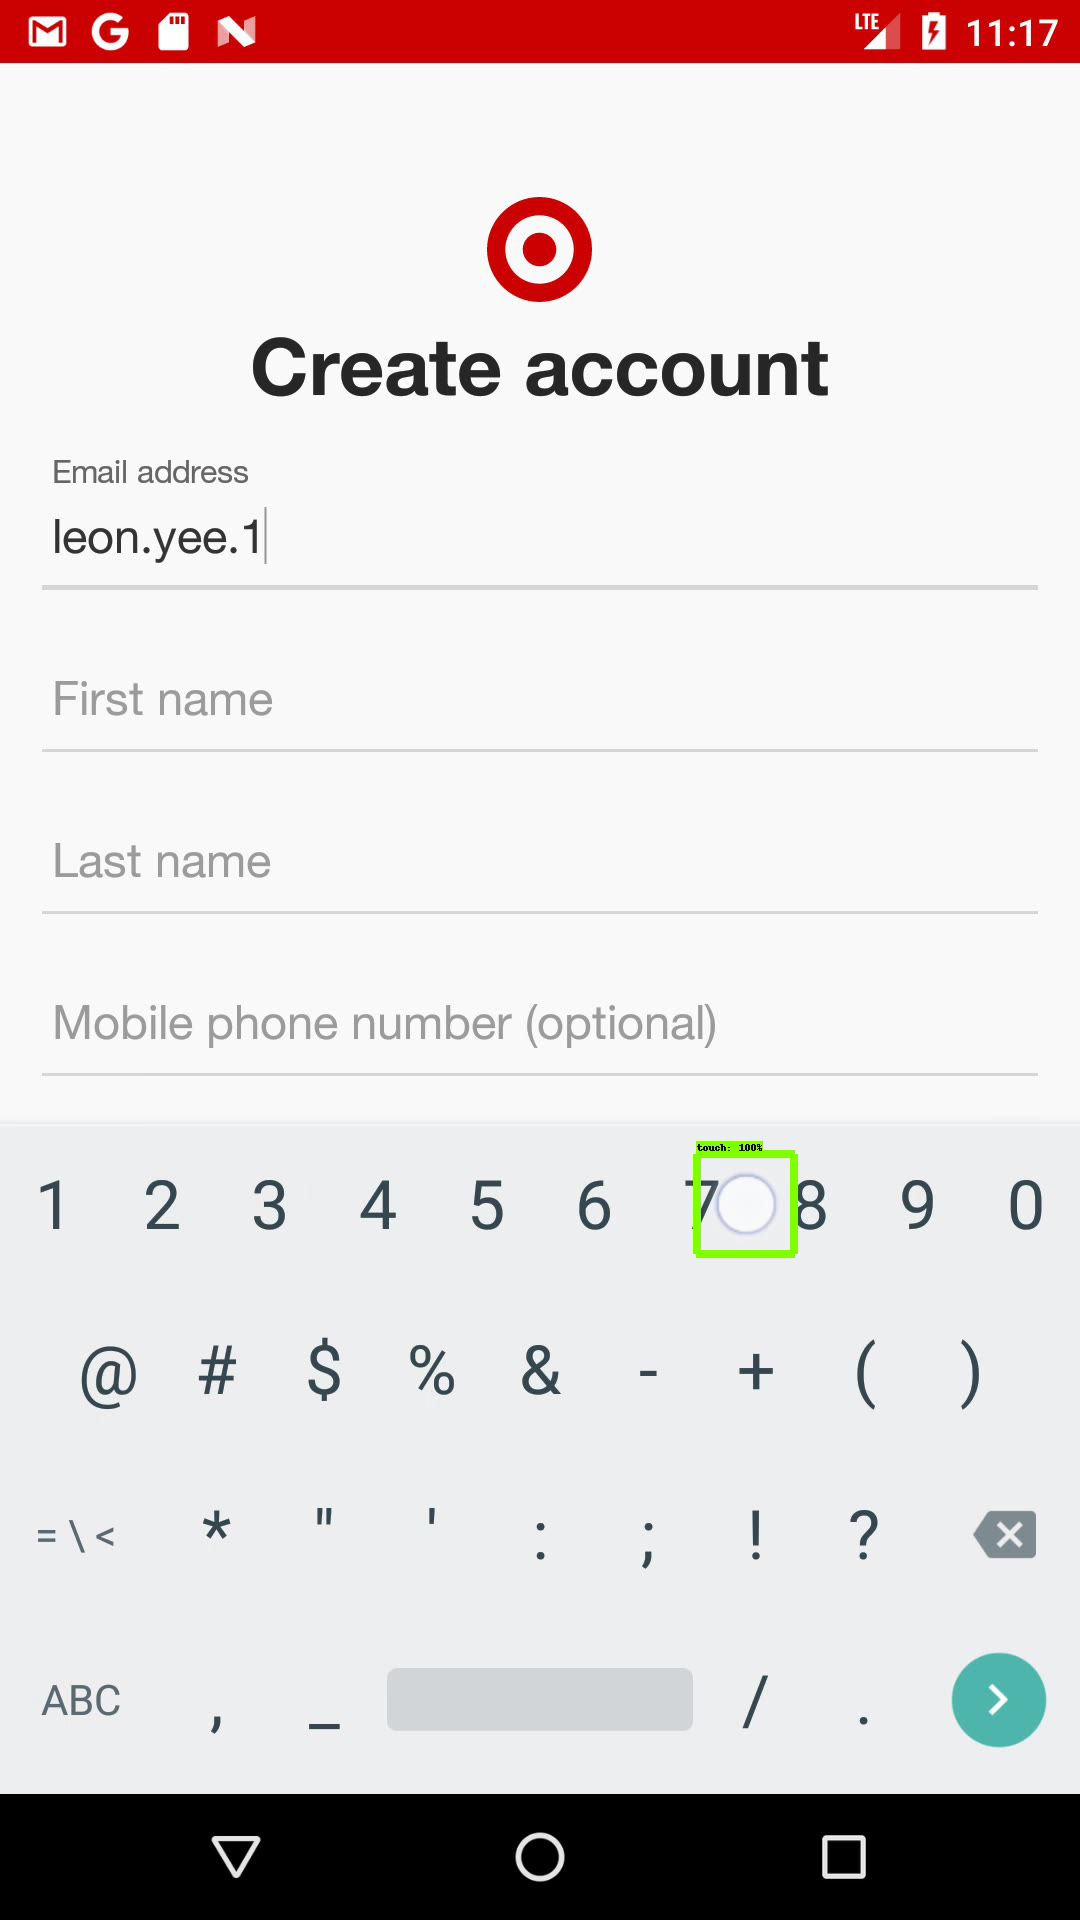 LTE 11:17
Create account
Email address
leon.yee.1
First name
Last name
Mobile phone number (optional)
touch: 100%
1 2 3 4 5 6 7 8 9 0
@ # $ % & - + ( )
= \ < * " ' : ; ! ?
ABC , _ / .